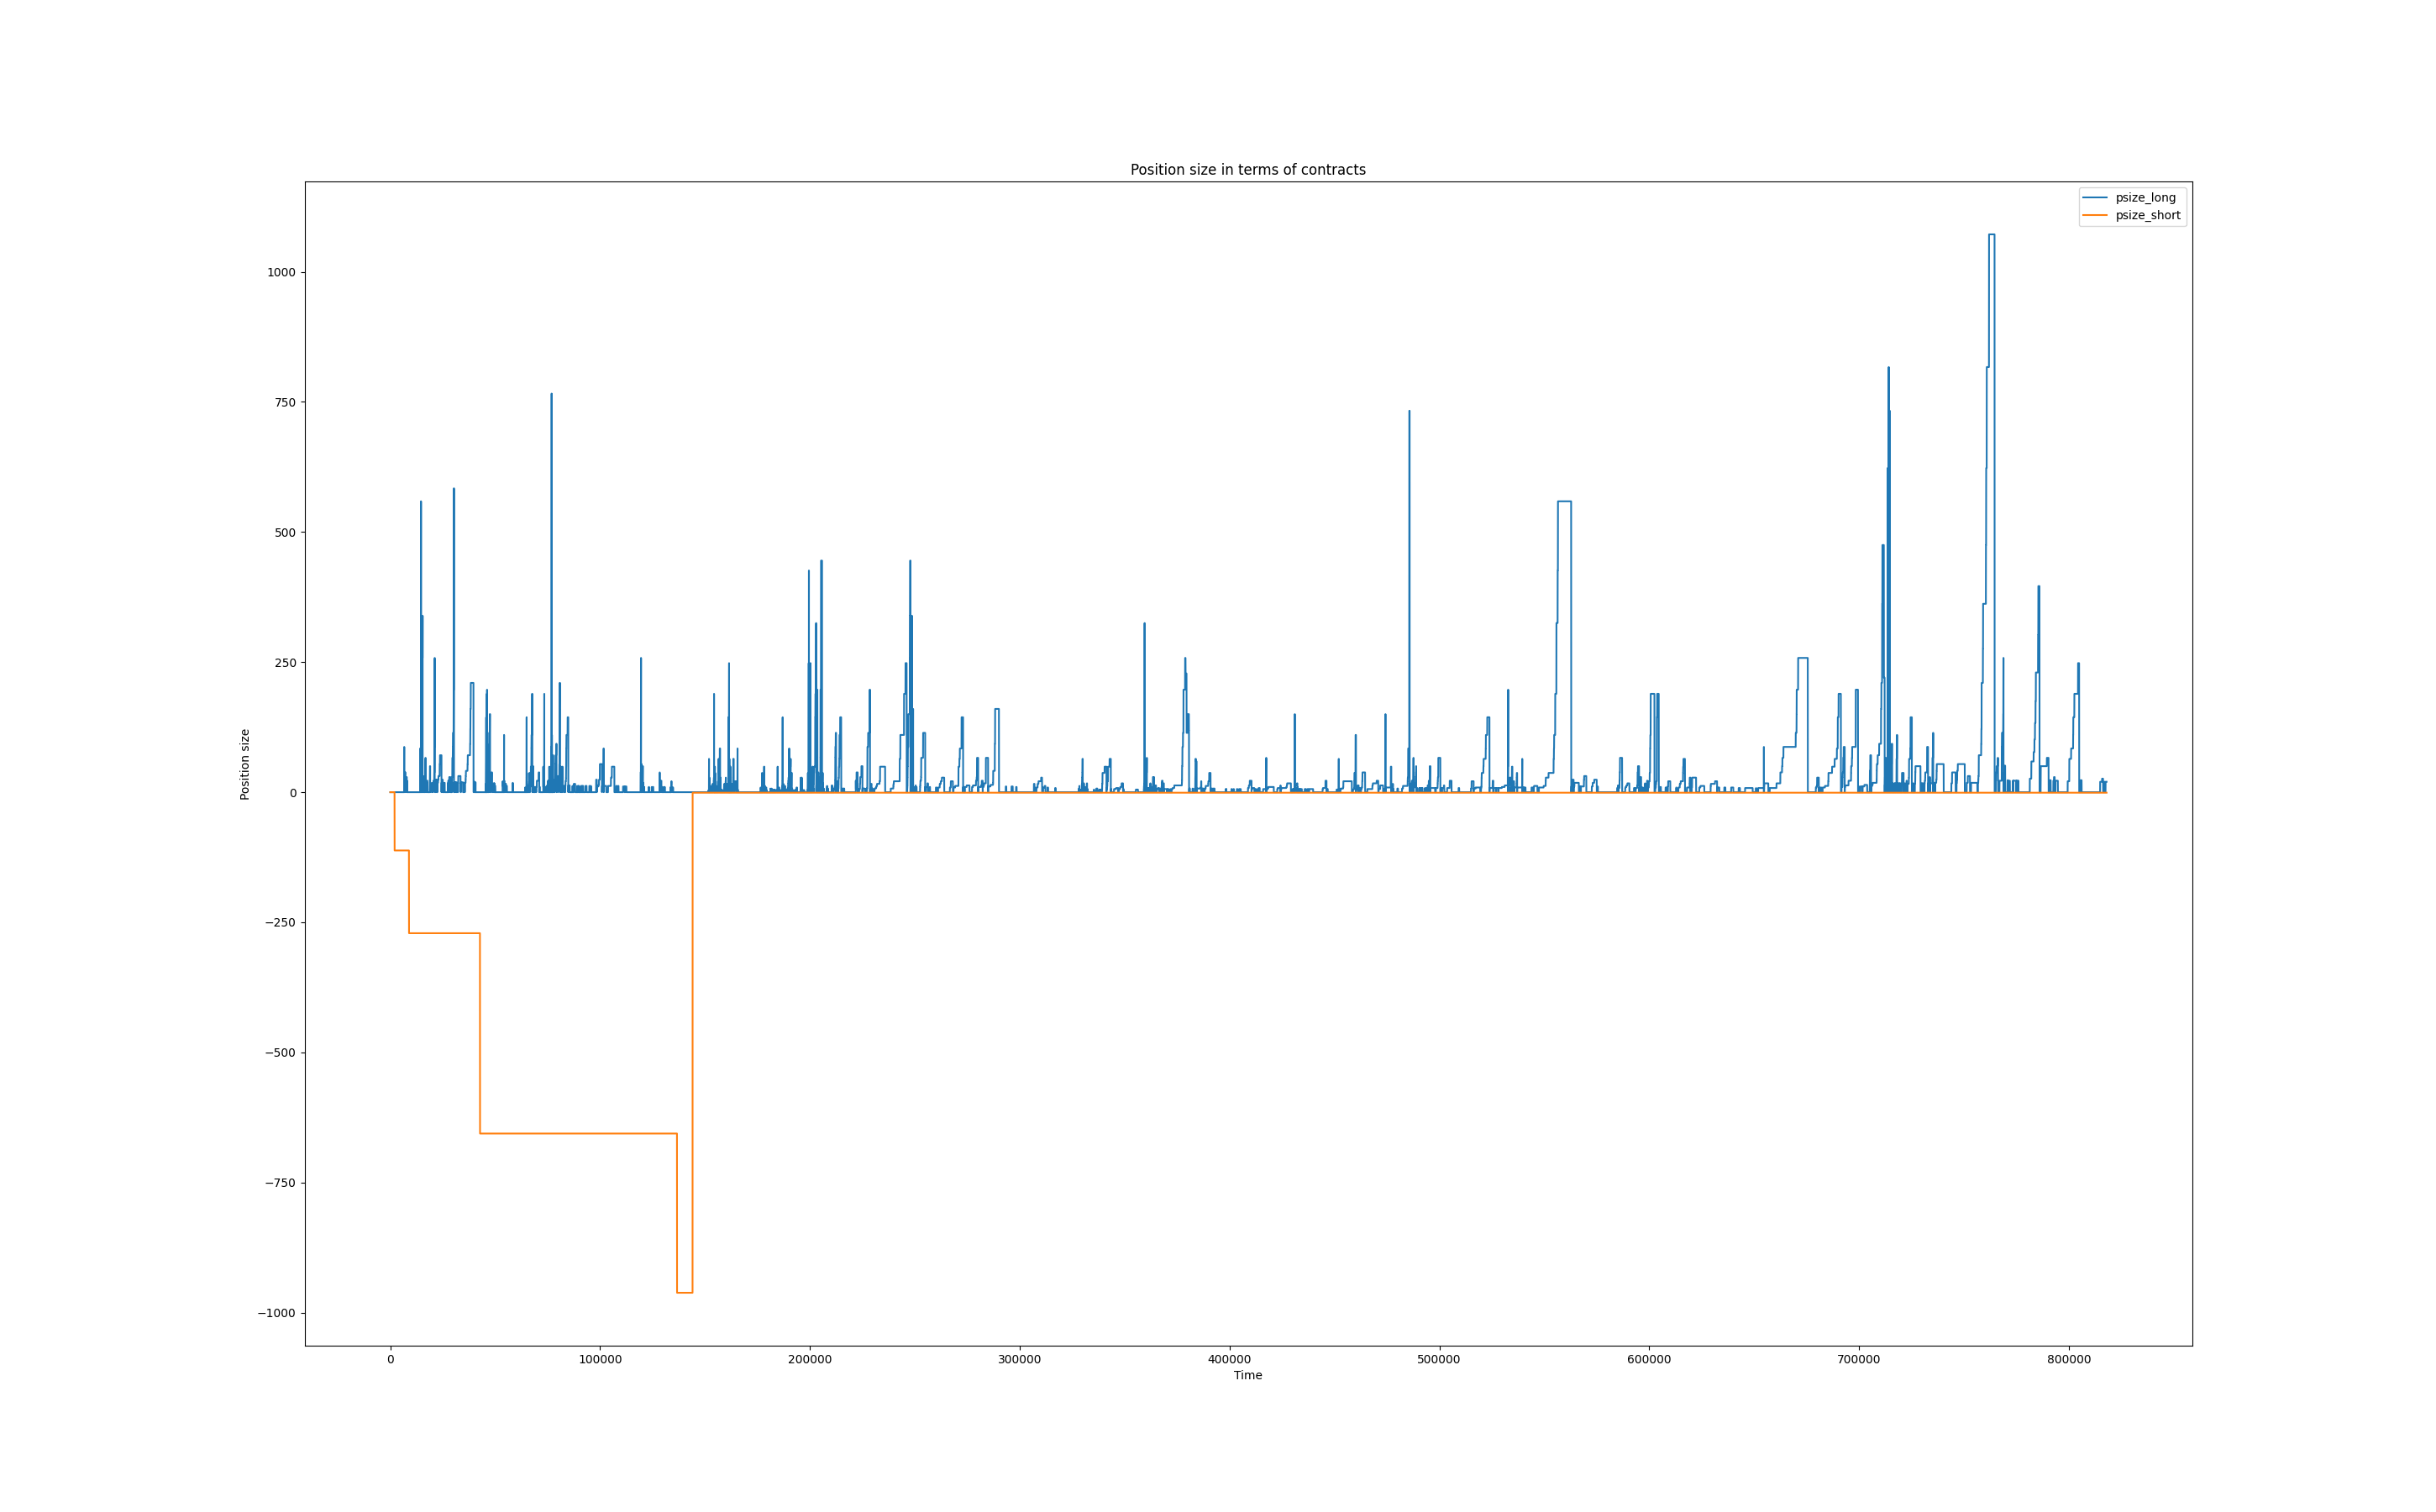 Position size in terms of contracts
psize_long
psize_short
Position size
1000
750
500
250
0
−250
−500
−750
−1000
0 100000 200000 300000 400000 500000 600000 700000 800000
Time